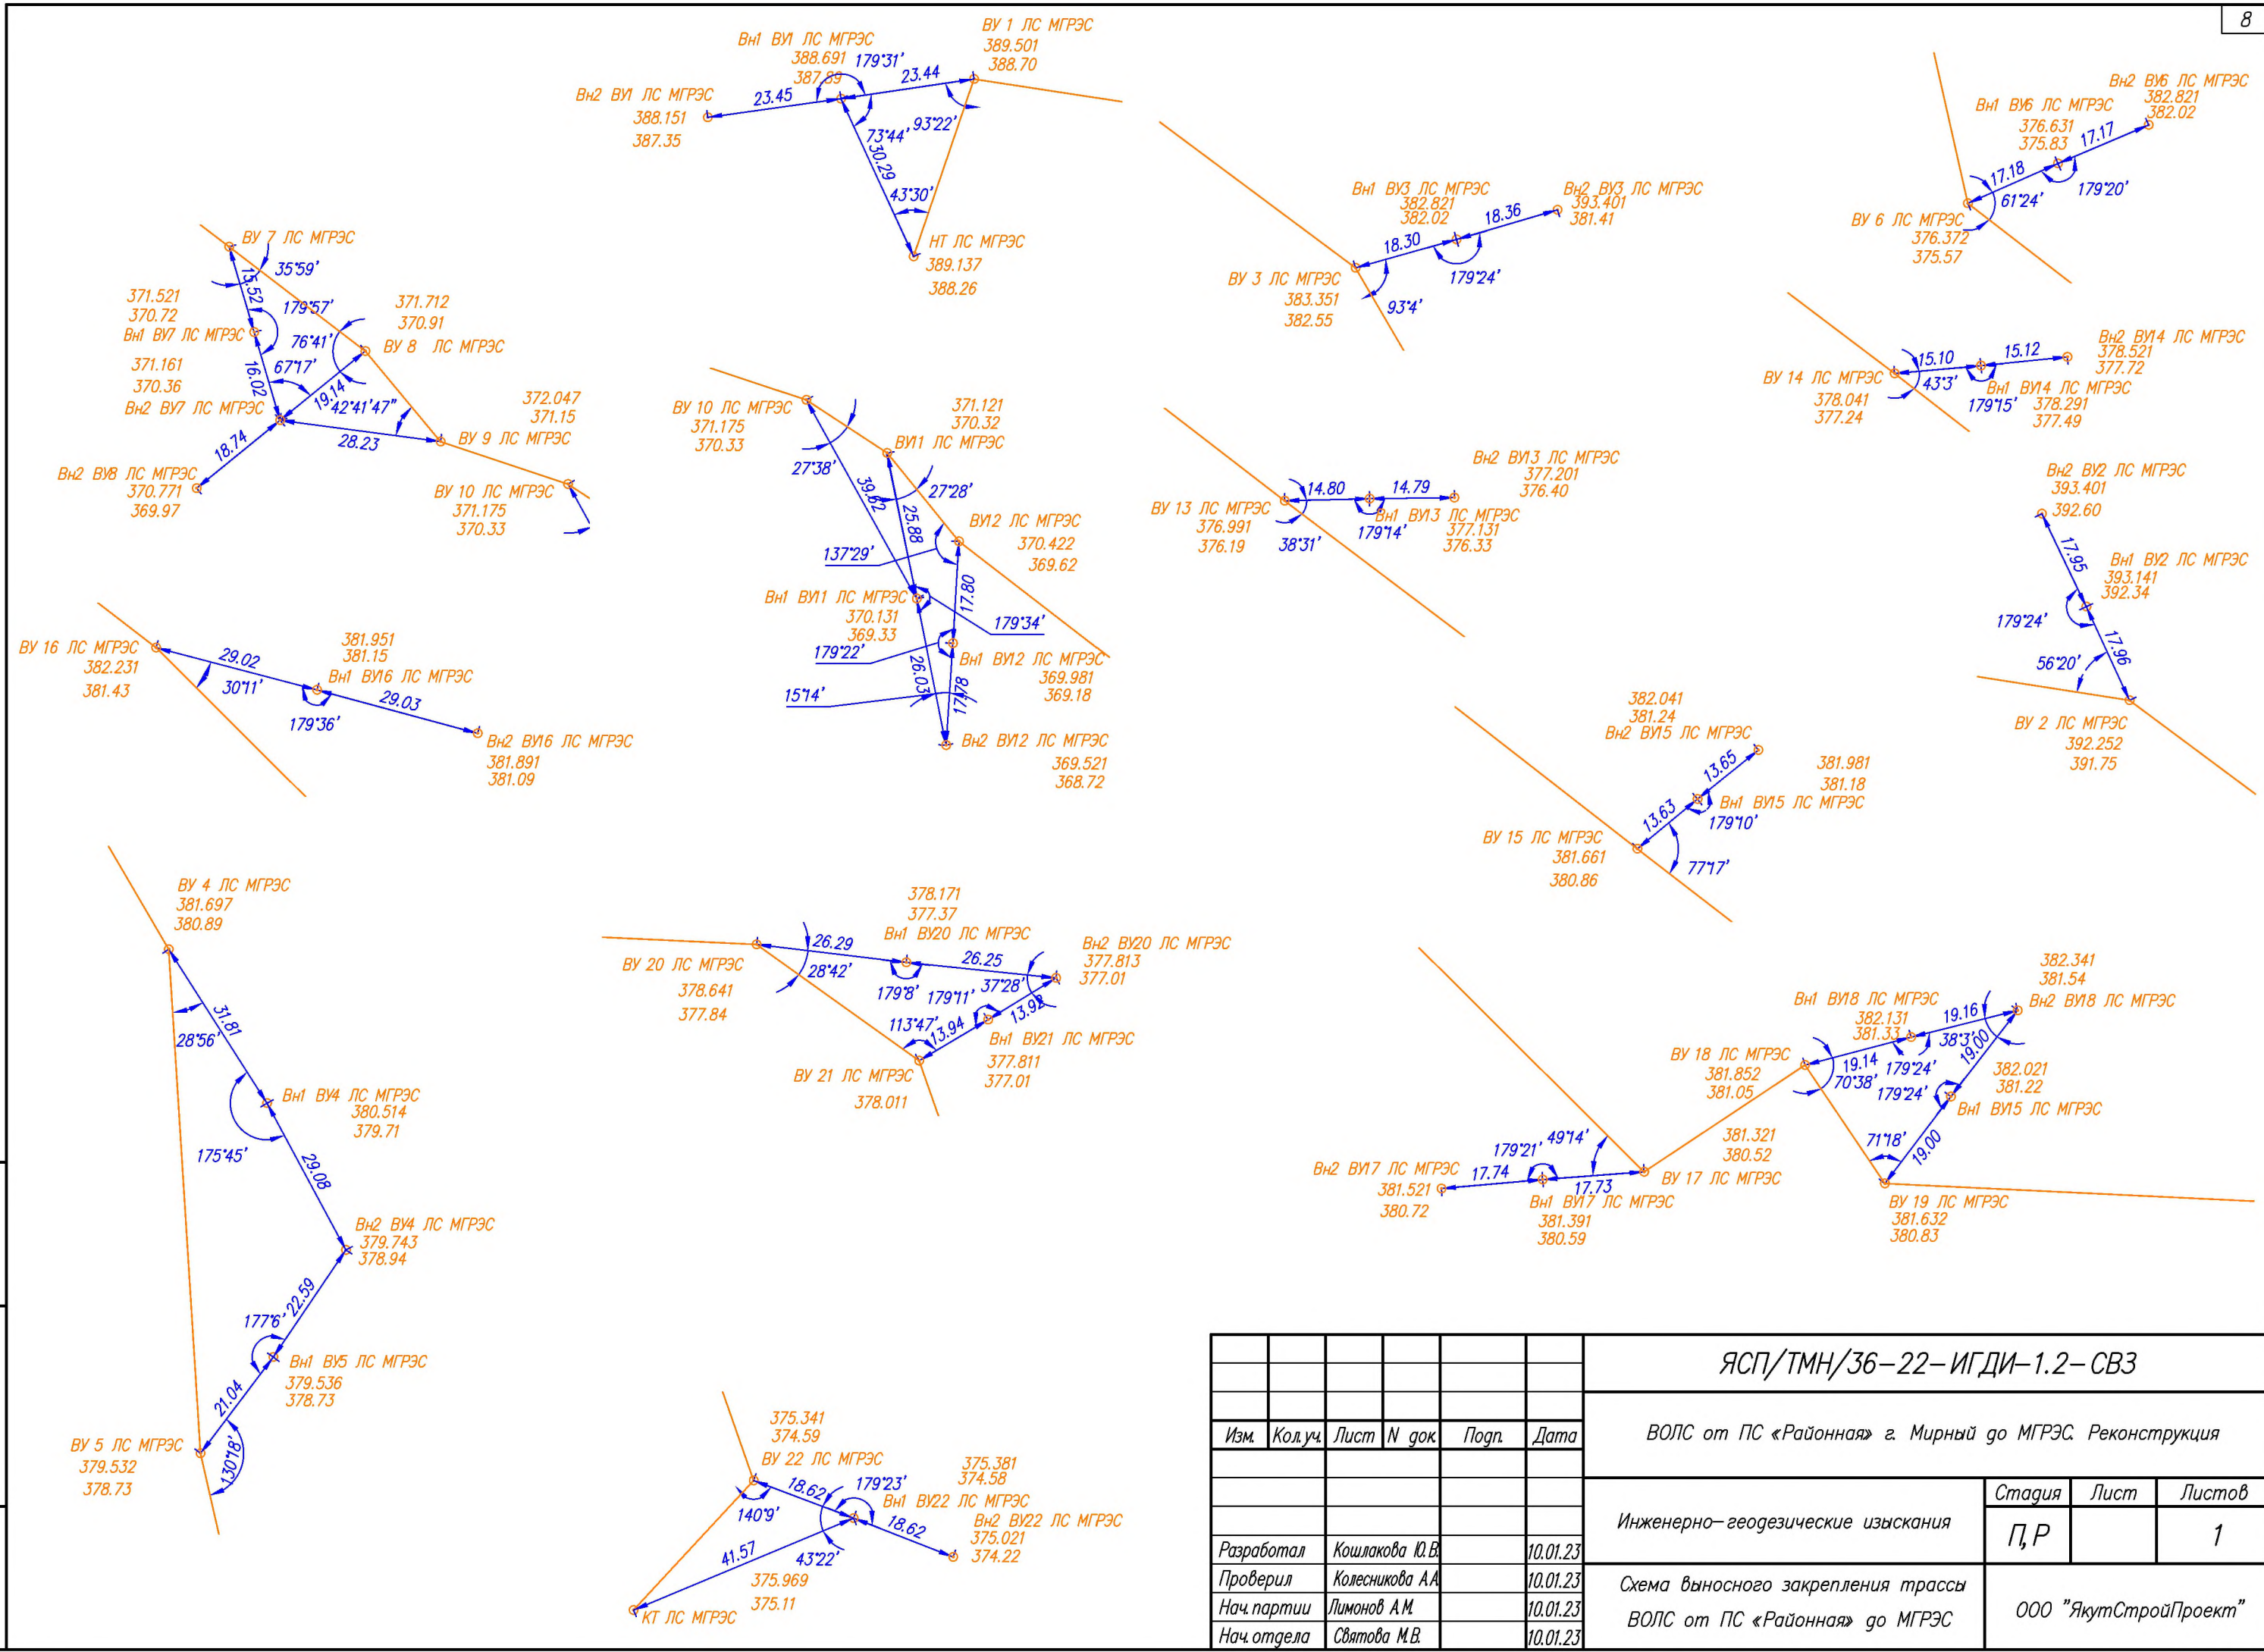 8
ВУ 1 ЛС МГРЭС
389.501
388.70
Вн1 ВУ1 ЛС МГРЭС
388.691
387.89
179°31'
23.44
23.45
Вн2 ВУ1 ЛС МГРЭС
388.151
387.35
73°44'
93°22'
30.29
43°30'
НТ ЛС МГРЭС
389.137
388.26
Вн2 ВУ6 ЛС МГРЭС
382.821
382.02
Вн1 ВУ6 ЛС МГРЭС
376.631
375.83
17.17
17.18
179°20'
61°24'
ВУ 6 ЛС МГРЭС
376.372
375.57
Вн1 ВУ3 ЛС МГРЭС
382.821
382.02
Вн2 ВУ3 ЛС МГРЭС
393.401
381.41
18.36
18.30
179°24'
ВУ 3 ЛС МГРЭС
383.351
382.55
93°4'
ВУ 7 ЛС МГРЭС
35°59'
15.52
179°57'
371.521
370.72
Вн1 ВУ7 ЛС МГРЭС
371.712
370.91
ВУ 8 ЛС МГРЭС
76°41'
67°17'
371.161
370.36
Вн2 ВУ7 ЛС МГРЭС
16.02
19.14
42°41'47"
372.047
371.15
ВУ 9 ЛС МГРЭС
28.23
18.74
Вн2 ВУ8 ЛС МГРЭС
370.771
369.97
ВУ 10 ЛС МГРЭС
371.175
370.33
ВУ 10 ЛС МГРЭС
371.175
370.33
371.121
370.32
ВУ11 ЛС МГРЭС
27°38'
39.62
27°28'
25.88
ВУ12 ЛС МГРЭС
370.422
369.62
137°29'
17.80
Вн1 ВУ11 ЛС МГРЭС
370.131
369.33
179°34'
179°22'
Вн1 ВУ12 ЛС МГРЭС
369.981
369.18
26.03
17.78
15°14'
Вн2 ВУ12 ЛС МГРЭС
369.521
368.72
Вн2 ВУ14 ЛС МГРЭС
378.521
377.72
15.10
15.12
ВУ 14 ЛС МГРЭС
378.041
377.24
43°3'
179°15'
Вн1 ВУ14 ЛС МГРЭС
378.291
377.49
Вн2 ВУ13 ЛС МГРЭС
377.201
376.40
14.80
14.79
ВУ 13 ЛС МГРЭС
376.991
376.19
38°31'
179°14'
Вн1 ВУ13 ЛС МГРЭС
377.131
376.33
Вн2 ВУ2 ЛС МГРЭС
393.401
392.60
17.95
Вн1 ВУ2 ЛС МГРЭС
393.141
392.34
179°24'
17.96
56°20'
ВУ 2 ЛС МГРЭС
392.252
391.75
ВУ 16 ЛС МГРЭС
382.231
381.43
29.02
30°11'
381.951
381.15
Вн1 ВУ16 ЛС МГРЭС
29.03
179°36'
Вн2 ВУ16 ЛС МГРЭС
381.891
381.09
382.041
381.24
Вн2 ВУ15 ЛС МГРЭС
13.65
381.981
381.18
Вн1 ВУ15 ЛС МГРЭС
13.63
179°10'
ВУ 15 ЛС МГРЭС
381.661
380.86
77°17'
ВУ 4 ЛС МГРЭС
381.697
380.89
31.81
28°56'
Вн1 ВУ4 ЛС МГРЭС
380.514
379.71
175°45'
29.08
Вн2 ВУ4 ЛС МГРЭС
379.743
378.94
22.59
177°6'
Вн1 ВУ5 ЛС МГРЭС
379.536
378.73
21.04
ВУ 5 ЛС МГРЭС
379.532
378.73
130°18'
378.171
377.37
Вн1 ВУ20 ЛС МГРЭС
26.29
26.25
Вн2 ВУ20 ЛС МГРЭС
377.813
377.01
ВУ 20 ЛС МГРЭС
378.641
377.84
28°42'
179°8'
179°11'
37°28'
13.92
113°47'
13.94
Вн1 ВУ21 ЛС МГРЭС
377.811
377.01
ВУ 21 ЛС МГРЭС
378.011
382.341
381.54
Вн2 ВУ18 ЛС МГРЭС
Вн1 ВУ18 ЛС МГРЭС
382.131
381.33
19.16
38°3'
19.00
ВУ 18 ЛС МГРЭС
381.852
381.05
19.14
70°38'
179°24'
179°24'
382.021
381.22
Вн1 ВУ15 ЛС МГРЭС
71°18'
19.00
ВУ 19 ЛС МГРЭС
381.632
380.83
381.321
380.52
ВУ 17 ЛС МГРЭС
49°14'
179°21'
Вн2 ВУ17 ЛС МГРЭС
381.521
380.72
17.74
17.73
Вн1 ВУ17 ЛС МГРЭС
381.391
380.59
375.341
374.59
ВУ 22 ЛС МГРЭС
18.62
179°23'
375.381
374.58
Вн1 ВУ22 ЛС МГРЭС
140°9'
18.62
Вн2 ВУ22 ЛС МГРЭС
375.021
374.22
41.57
43°22'
375.969
375.11
КТ ЛС МГРЭС
ЯСП/ТМН/36-22-ИГДИ-1.2-СВЗ
Изм. Кол.уч. Лист N док. Подп. Дата
ВОЛС от ПС «Районная» г. Мирный до МГРЭС. Реконструкция
Инженерно-геодезические изыскания
Стадия Лист Листов
П,Р 1
Разработал Кошлакова Ю.В. 10.01.23
Проверил Колесникова А.А 10.01.23
Нач. партии Лимонов А.М. 10.01.23
Нач. отдела Святова М.В. 10.01.23
Схема выносного закрепления трассы
ВОЛС от ПС «Районная» до МГРЭС
ООО "ЯкутСтройПроект"